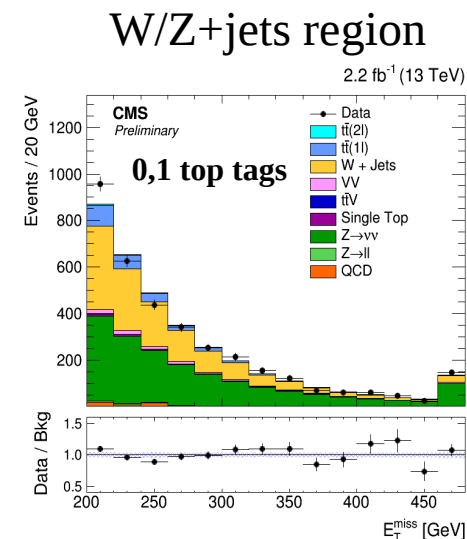 W/Z+jets region
2.2 fb⁻¹ (13 TeV)
CMS
Preliminary
0,1 top tags
Data
tt̄(2l)
tt̄(1l)
W + Jets
VV
tt̄V
Single Top
Z→νν
Z→ll
QCD
Events / 20 GeV
1200
1000
800
600
400
200
Data / Bkg
1.5
1.0
0.5
200 250 300 350 400 450
E_T^miss [GeV]